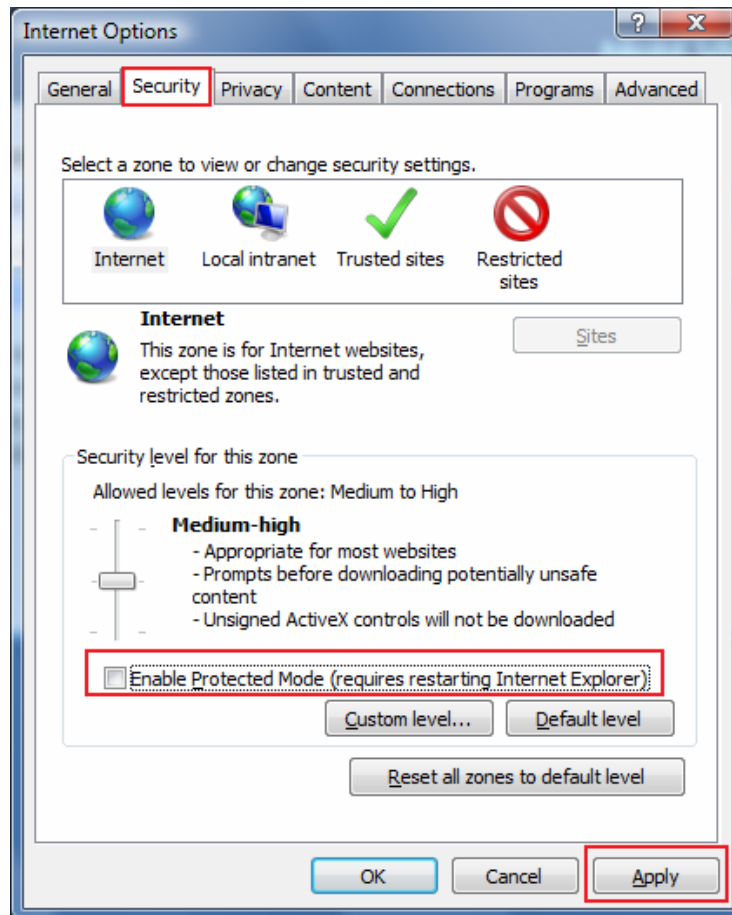 Internet Options
?
X
General Security Privacy Content Connections Programs Advanced
Select a zone to view or change security settings.
Internet Local intranet Trusted sites Restricted
sites
Internet
Sites
This zone is for Internet websites,
except those listed in trusted and
restricted zones.
Security level for this zone
Allowed levels for this zone: Medium to High
Medium-high
- Appropriate for most websites
- Prompts before downloading potentially unsafe
content
- Unsigned ActiveX controls will not be downloaded
Enable Protected Mode (requires restarting Internet Explorer)
Custom level... Default level
Reset all zones to default level
OK Cancel Apply